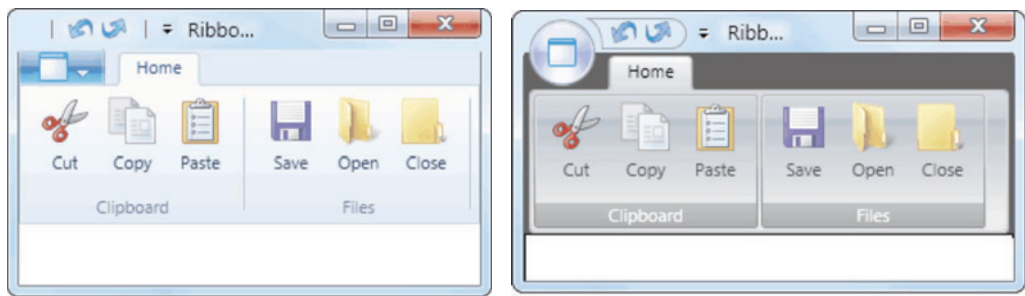 Ribbo...
Home
Cut Copy Paste Save Open Close
Clipboard Files
Ribb...
Home
Cut Copy Paste Save Open Close
Clipboard Files